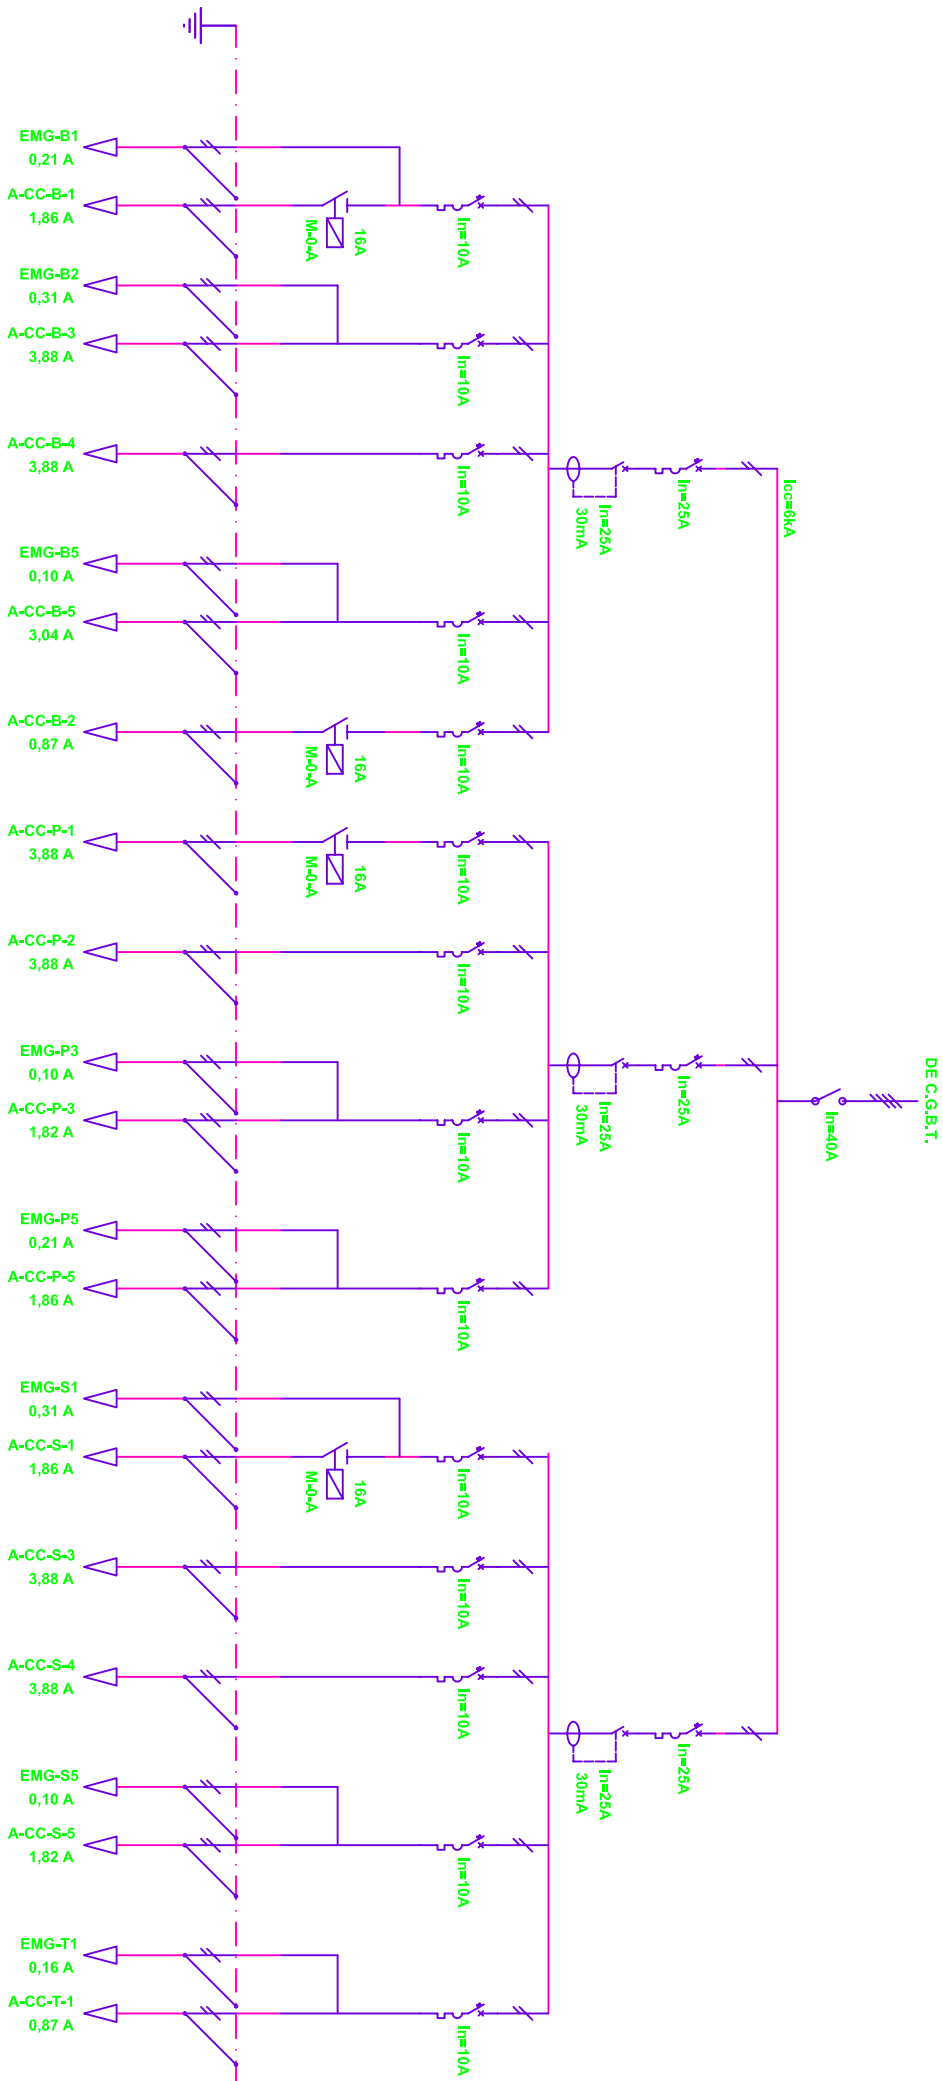 EMG-B1
0,21 A
A-CC-B-1
1,86 A
M-0-A
16A
In=10A
EMG-B2
0,31 A
A-CC-B-3
3,88 A
In=10A
A-CC-B-4
3,88 A
In=10A
30mA
In=25A
In=25A
Icc=6kA
EMG-B5
0,10 A
A-CC-B-5
3,04 A
In=10A
A-CC-B-2
0,87 A
M-0-A
16A
In=10A
A-CC-P-1
3,88 A
M-0-A
16A
In=10A
A-CC-P-2
3,88 A
In=10A
EMG-P3
0,10 A
A-CC-P-3
1,82 A
In=10A
30mA
In=25A
In=25A
In=40A
DE C.G.B.T.
EMG-P5
0,21 A
A-CC-P-5
1,86 A
In=10A
EMG-S1
0,31 A
A-CC-S-1
1,86 A
M-0-A
16A
In=10A
A-CC-S-3
3,88 A
In=10A
A-CC-S-4
3,88 A
In=10A
30mA
In=25A
In=25A
EMG-S5
0,10 A
A-CC-S-5
1,82 A
In=10A
EMG-T1
0,16 A
A-CC-T-1
0,87 A
In=10A